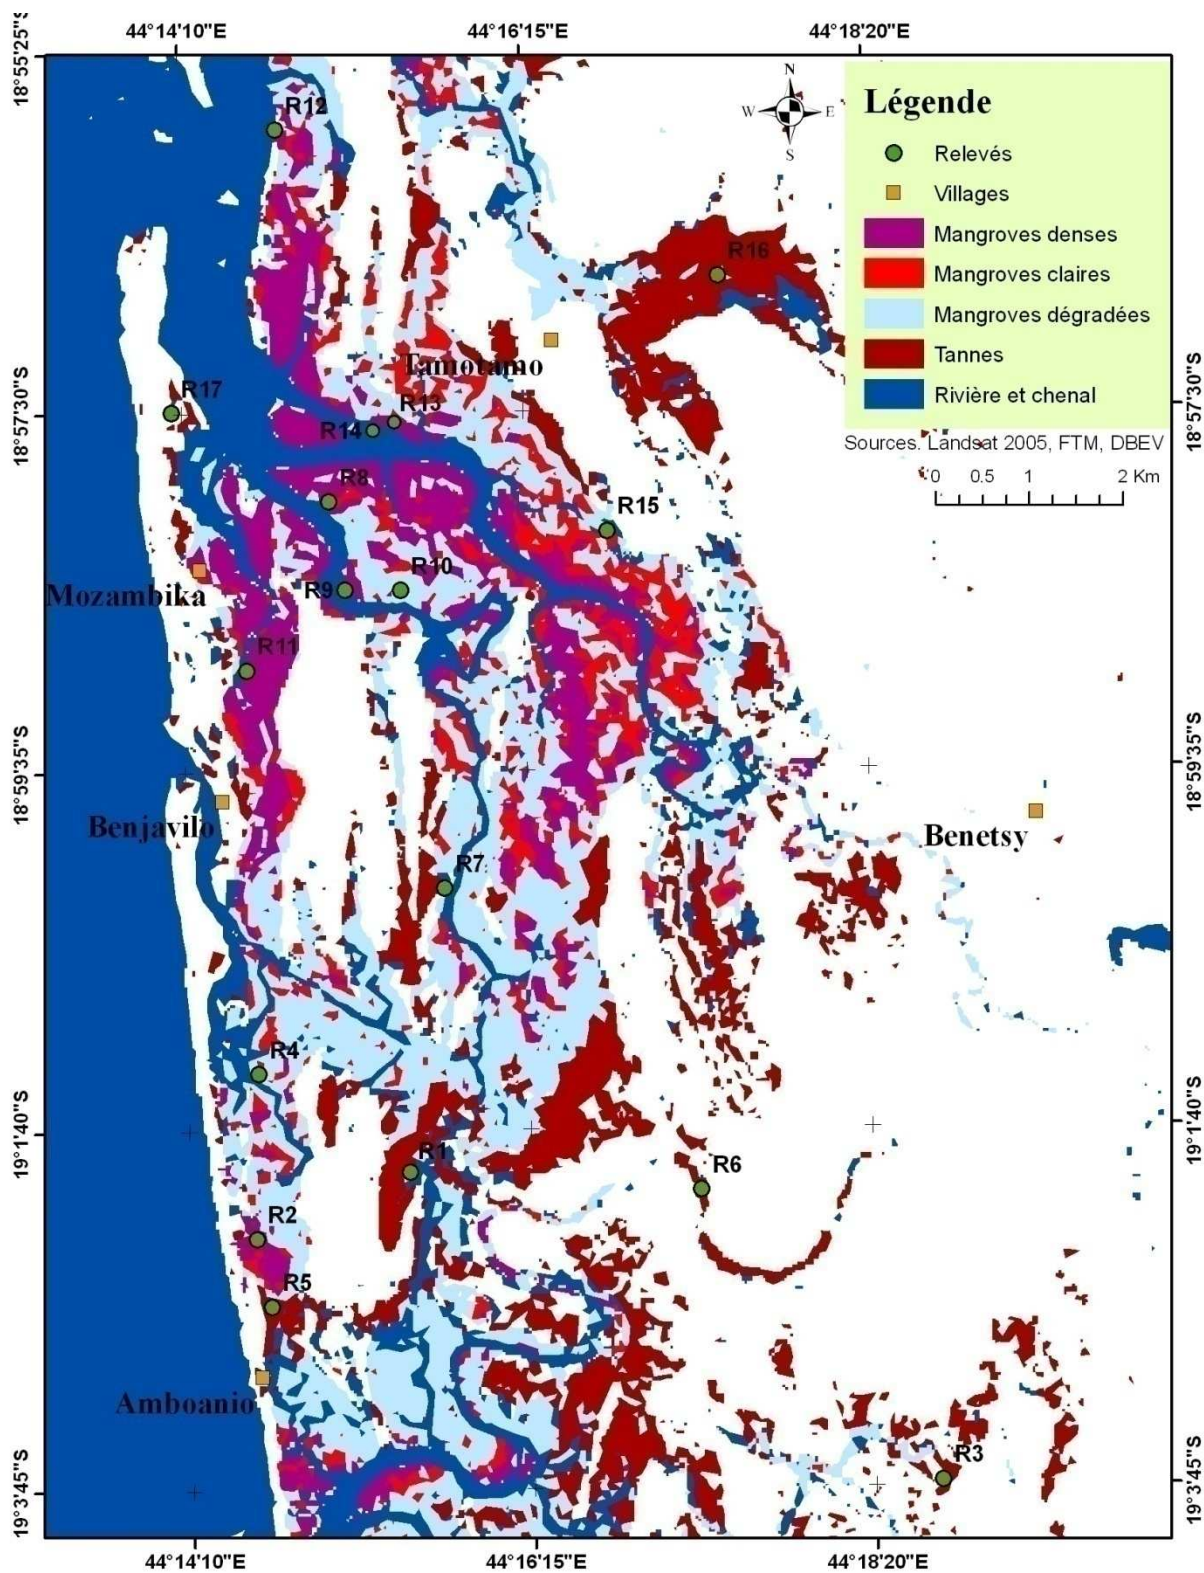 44°14'10"E 44°16'15"E 44°18'20"E
18°55'25"S
N
W E
S
Légende
Relevés
Villages
Mangroves denses
Mangroves claires
Mangroves dégradées
Tannes
Rivière et chenal
Sources. Landsat 2005, FTM, DBEV
0 0.5 1 2 Km
R12
R16
Tamotamo
R17
R13
R14
18°57'30"S 18°57'30"S
R8
R15
R9
R10
Mozambika
R11
18°59'35"S 18°59'35"S
Benjavilo
Benetsy
R7
R4
19°1'40"S 19°1'40"S
R1
R6
R2
R5
Amboanio
R3
19°3'45"S 19°3'45"S
44°14'10"E 44°16'15"E 44°18'20"E